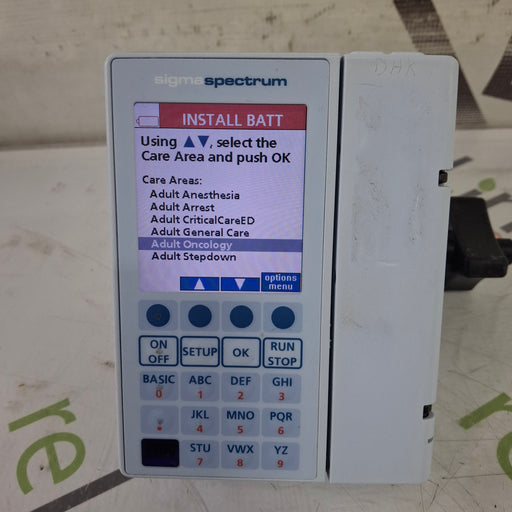 sigmaspectrum
DHK
INSTALL BATT
Using ▲▼, select the
Care Area and push OK
Care Areas:
Adult Anesthesia
Adult Arrest
Adult CriticalCareED
Adult General Care
Adult Oncology
Adult Stepdown
▲ ▼ options
menu
ON
OFF
SETUP
OK
RUN
STOP
BASIC
0
ABC
1
DEF
2
GHI
3
.
JKL
4
MNO
5
PQR
6
STU
7
VWX
8
YZ
9
re
re